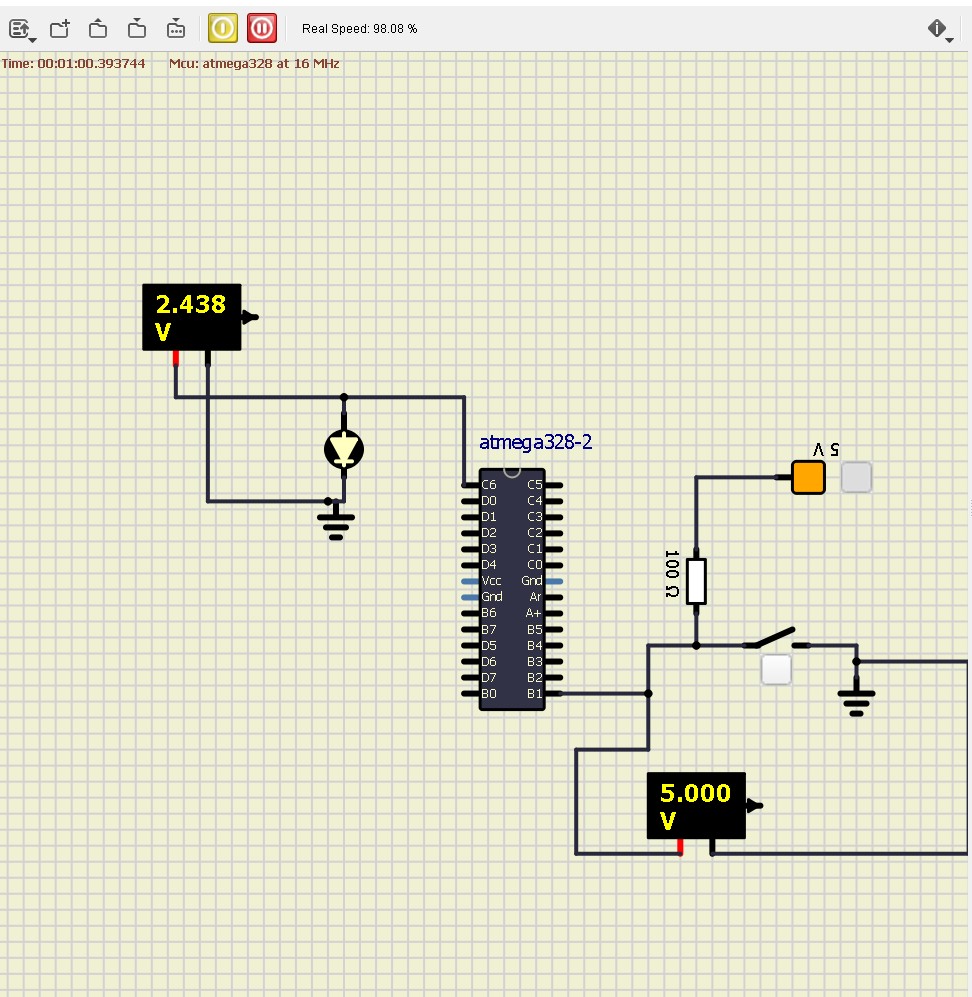 Real Speed: 98.08 %
Time: 00:01:00.393744 Mcu: atmega328 at 16 MHz
2.438
V
atmega328-2
5 V
C6 C5
D0 C4
D1 C3
D2 C2
D3 C1
D4 C0
Vcc Gnd
Gnd Ar
B6 A+
B7 B5
D5 B4
D6 B3
D7 B2
B0 B1
100 Ω
5.000
V